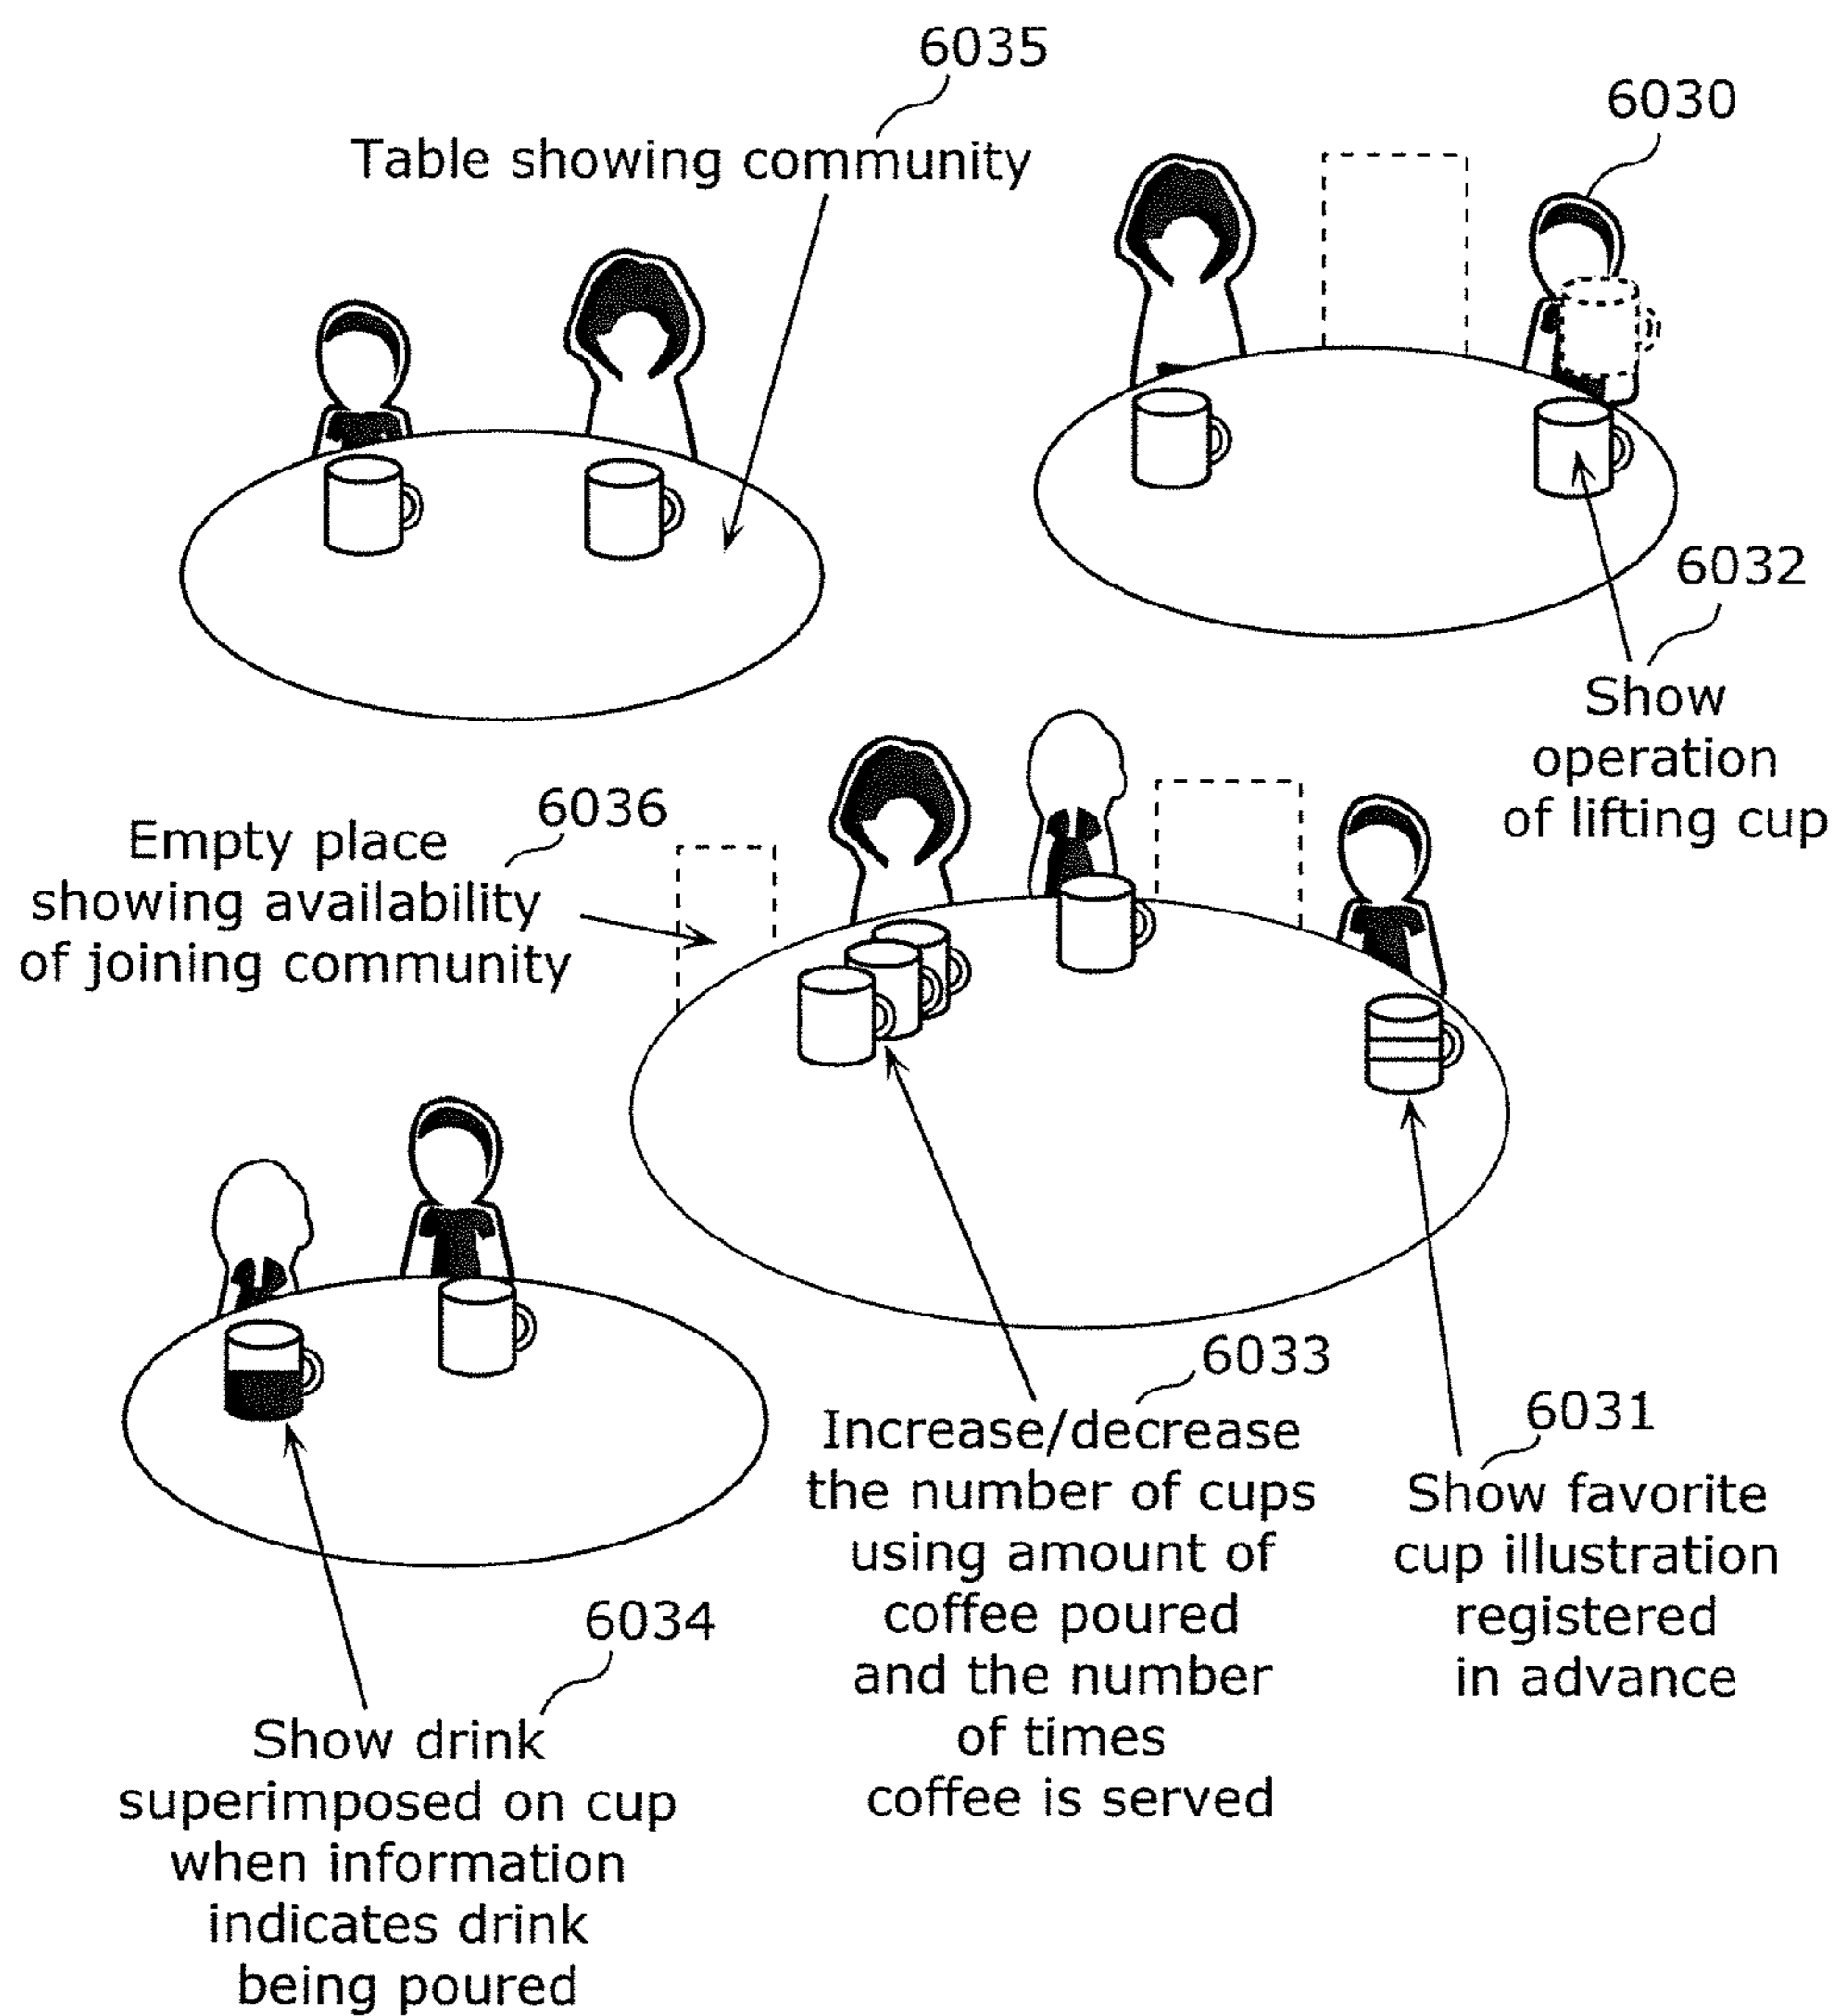 6035
Table showing community
6030
6032
Show
operation
of lifting cup
6036
Empty place
showing availability
of joining community
6033
Increase/decrease
the number of cups
using amount of
coffee poured
and the number
of times
coffee is served
6031
Show favorite
cup illustration
registered
in advance
6034
Show drink
superimposed on cup
when information
indicates drink
being poured